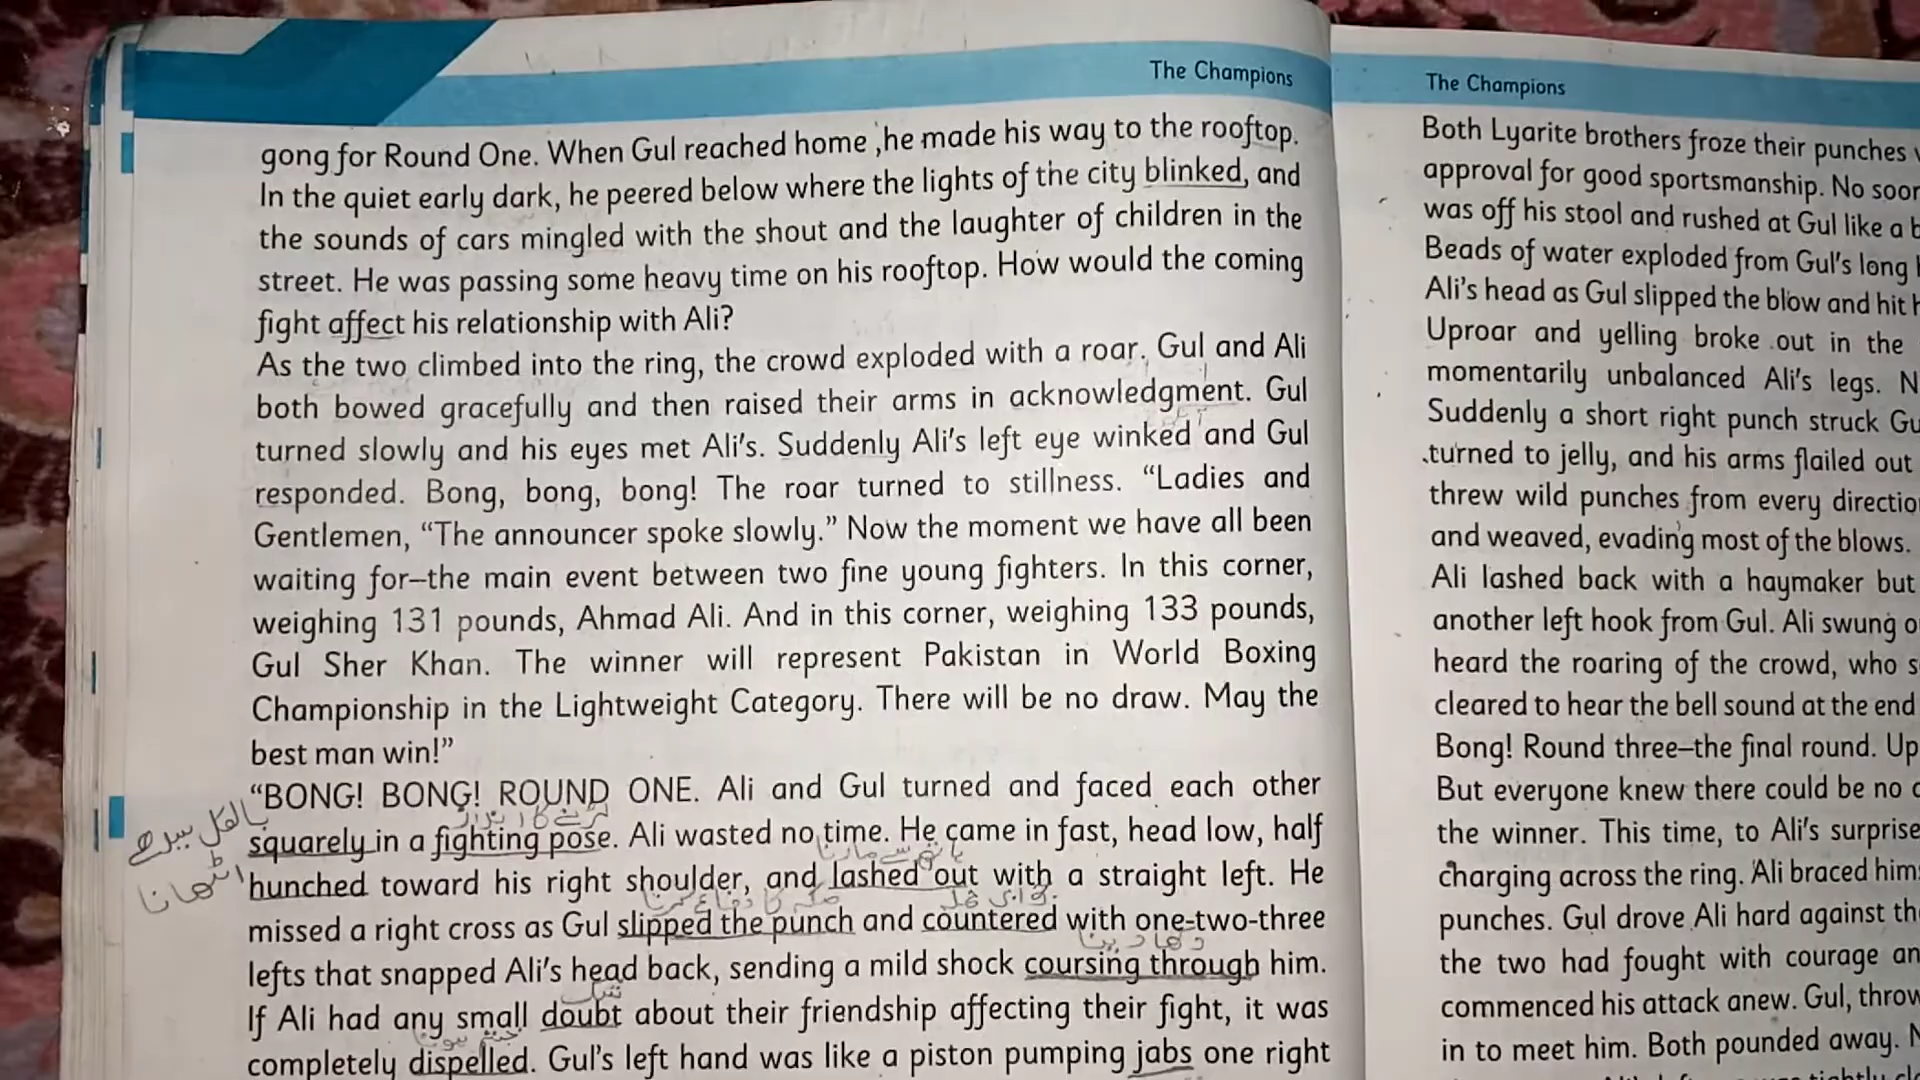 The Champions
gong for Round One. When Gul reached home ,he made his way to the rooftop.
In the quiet early dark, he peered below where the lights of the city blinked, and
the sounds of cars mingled with the shout and the laughter of children in the
street. He was passing some heavy time on his rooftop. How would the coming
fight affect his relationship with Ali?
As the two climbed into the ring, the crowd exploded with a roar. Gul and Ali
both bowed gracefully and then raised their arms in acknowledgment. Gul
turned slowly and his eyes met Ali's. Suddenly Ali's left eye winked and Gul
responded. Bong, bong, bong! The roar turned to stillness. “Ladies and
Gentlemen, “The announcer spoke slowly.” Now the moment we have all been
waiting for–the main event between two fine young fighters. In this corner,
weighing 131 pounds, Ahmad Ali. And in this corner, weighing 133 pounds,
Gul Sher Khan. The winner will represent Pakistan in World Boxing
Championship in the Lightweight Category. There will be no draw. May the
best man win!”
“BONG! BONG! ROUND ONE. Ali and Gul turned and faced each other
بالکل سیدھے
لڑنے کا انداز
squarely in a fighting pose. Ali wasted no time. He came in fast, head low, half
اٹھانا
ہاتھ سے مارنا
hunched toward his right shoulder, and lashed out with a straight left. He
مکہ کا دفاع کرنا
جوابی حملہ
missed a right cross as Gul slipped the punch and countered with one-two-three
lefts that snapped Ali's head back, sending a mild shock coursing through him.
شک
If Ali had any small doubt about their friendship affecting their fight, it was
ختم ہونا
completely dispelled. Gul's left hand was like a piston pumping jabs one right
The Champions
Both Lyarite brothers froze their punches
approval for good sportsmanship. No soon
was off his stool and rushed at Gul like a b
Beads of water exploded from Gul's long
Ali's head as Gul slipped the blow and hit
Uproar and yelling broke out in the
momentarily unbalanced Ali's legs. N
Suddenly a short right punch struck Gu
turned to jelly, and his arms flailed out
threw wild punches from every directio
and weaved, evading most of the blows.
Ali lashed back with a haymaker but
another left hook from Gul. Ali swung o
heard the roaring of the crowd, who s
cleared to hear the bell sound at the end
Bong! Round three–the final round. Up
But everyone knew there could be no
the winner. This time, to Ali's surprise
charging across the ring. Ali braced him
punches. Gul drove Ali hard against th
the two had fought with courage an
commenced his attack anew. Gul, throw
in to meet him. Both pounded away. N